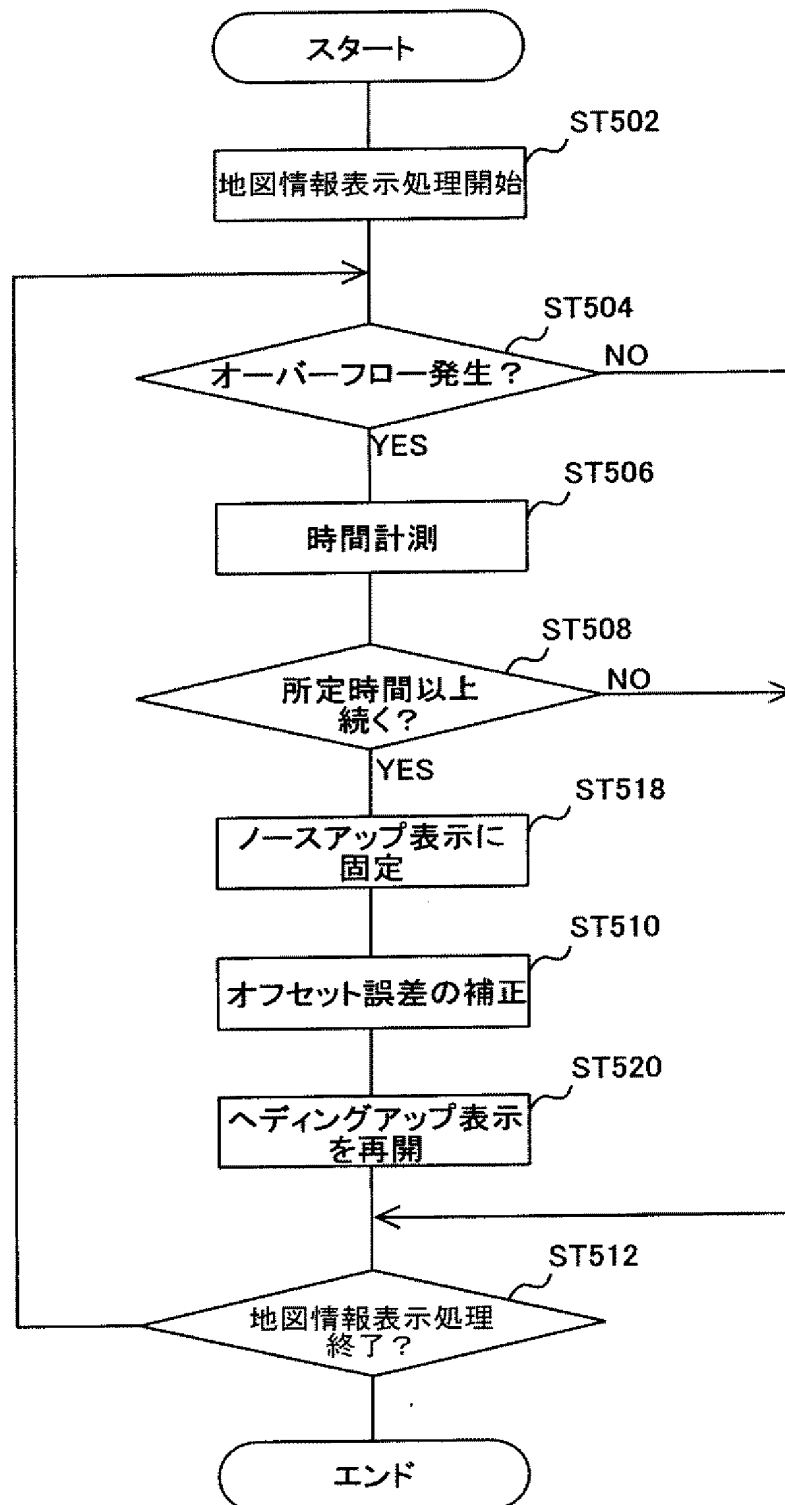 スタート
ST502
地図情報表示処理開始
ST504
オーバーフロー発生？
NO
YES
ST506
時間計測
ST508
所定時間以上
続く？
NO
YES
ST518
ノースアップ表示に
固定
ST510
オフセット誤差の補正
ST520
ヘディングアップ表示
を再開
ST512
地図情報表示処理
終了？
エンド